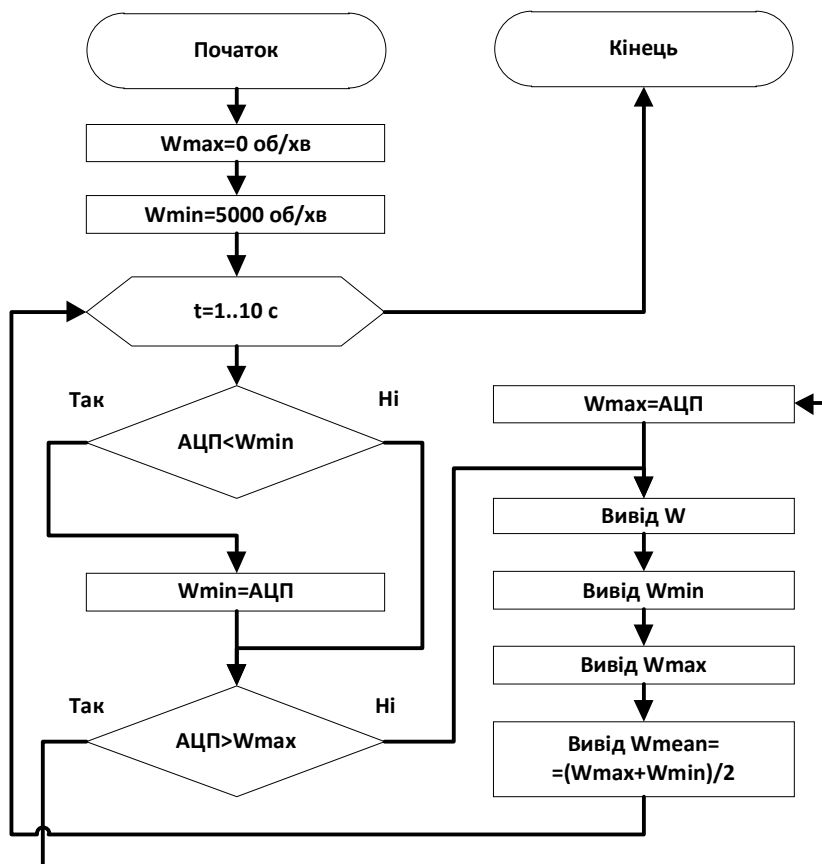 Початок
Wmax=0 об/хв
Wmin=5000 об/хв
t=1..10 с
Так
Ні
АЦП<Wmin
Wmin=АЦП
Так
Ні
АЦП>Wmax
Кінець
Wmax=АЦП
Вивід W
Вивід Wmin
Вивід Wmax
Вивід Wmean=
=(Wmax+Wmin)/2